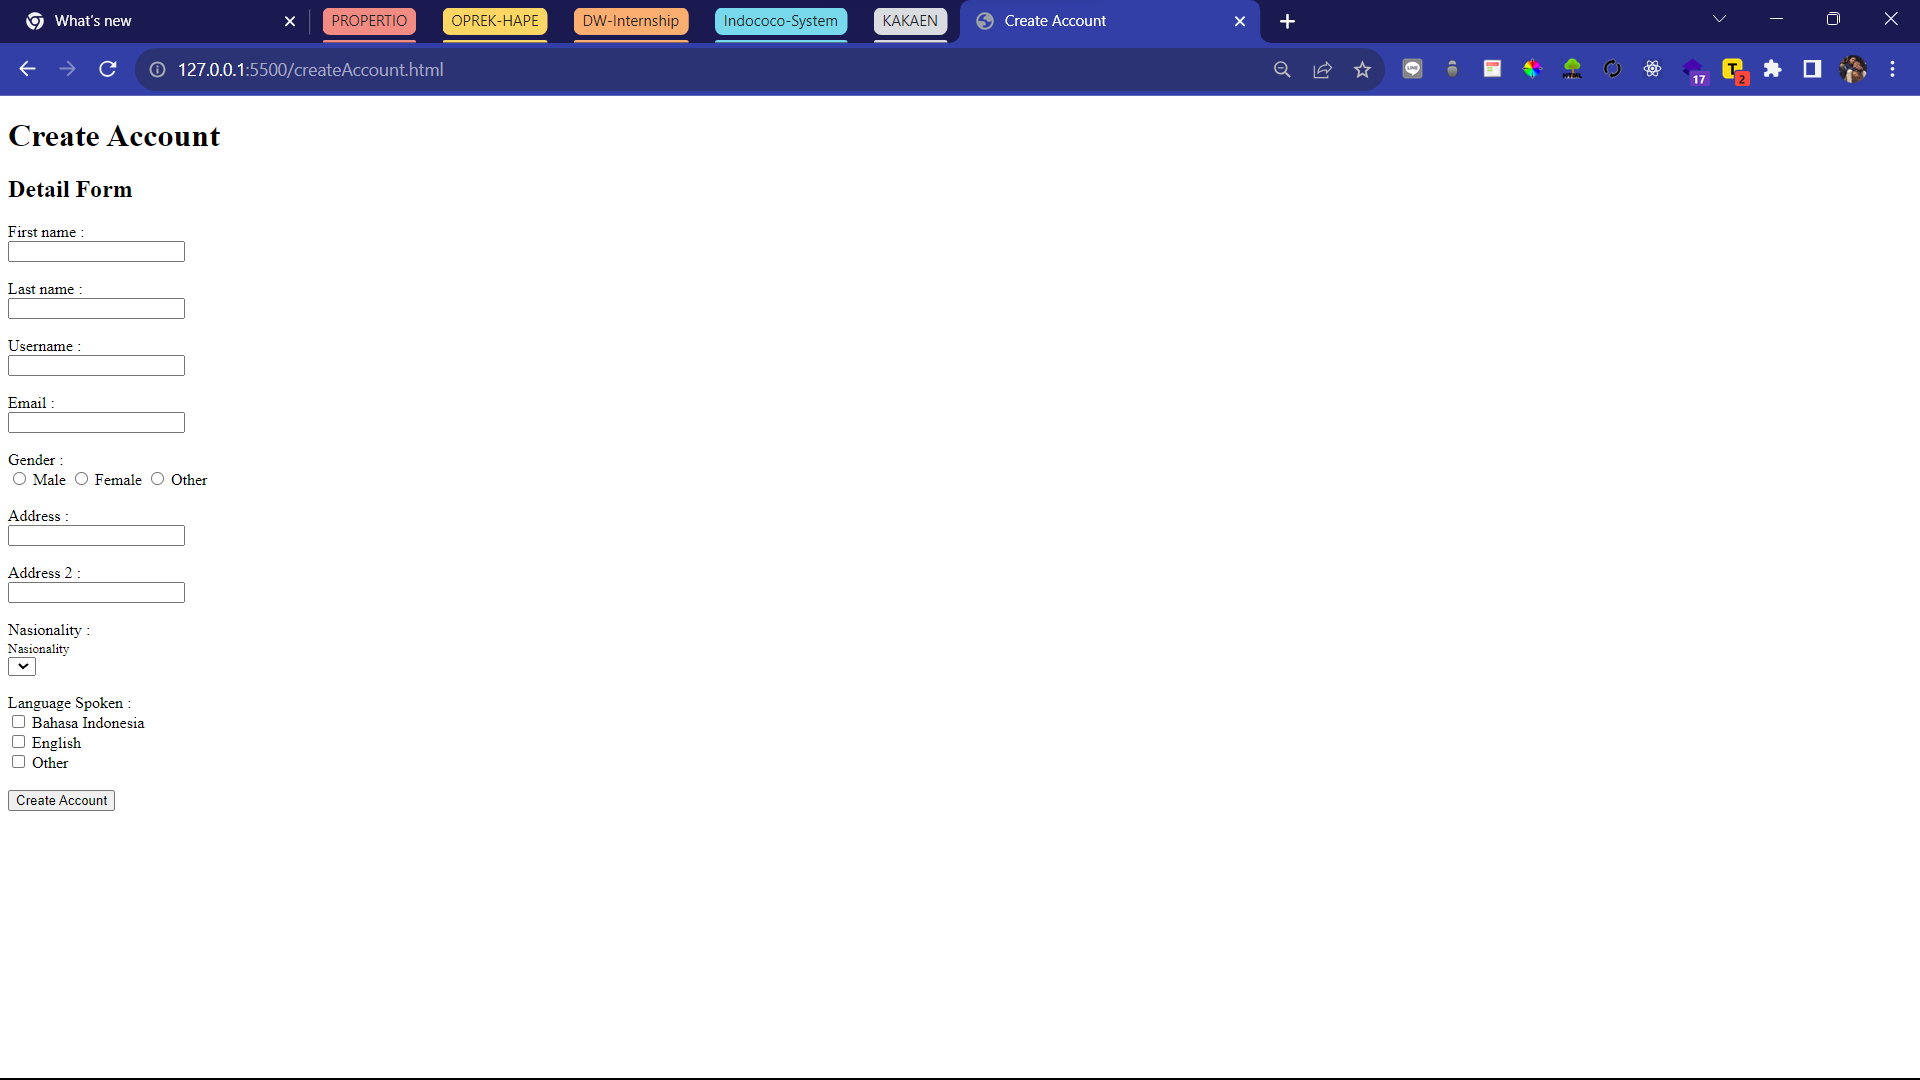 What's new
PROPERTIO
OPREK-HAPE
DW-Internship
Indococo-System
KAKAEN
Create Account
127.0.0.1:5500/createAccount.html
LINE
HTML
17
T
2
Create Account
Detail Form
First name :
Last name :
Username :
Email :
Gender :
Male Female Other
Address :
Address 2 :
Nasionality :
Nasionality
Language Spoken :
Bahasa Indonesia
English
Other
Create Account